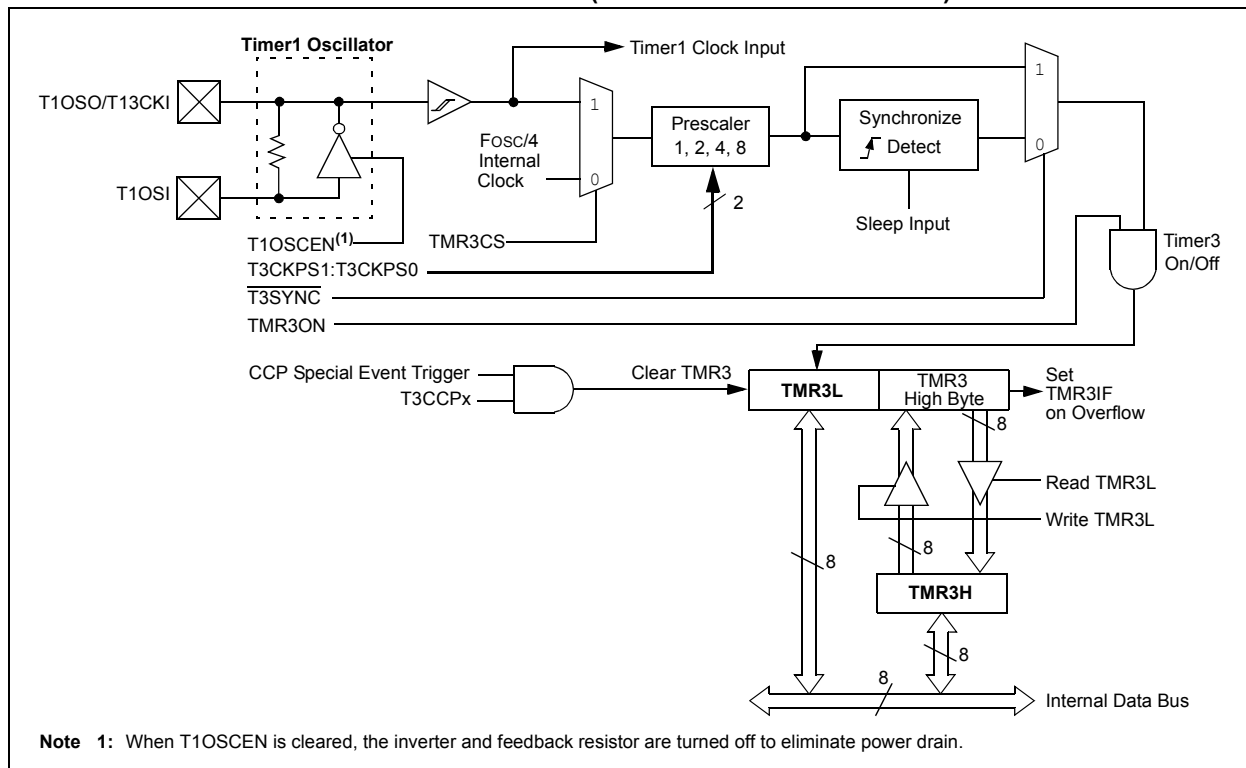 Timer1 Oscillator
Timer1 Clock Input
T1OSO/T13CKI
1
1
FOSC/4
Internal
Clock
0
Prescaler
1, 2, 4, 8
Synchronize
Detect
0
T1OSI
2
Sleep Input
T1OSCEN(1)
TMR3CS
Timer3
On/Off
T3CKPS1:T3CKPS0
T3SYNC
TMR3ON
CCP Special Event Trigger
T3CCPx
Clear TMR3
TMR3L
TMR3
High Byte
Set
TMR3IF
on Overflow
8
Read TMR3L
Write TMR3L
8
8
TMR3H
8
8
Internal Data Bus
Note 1: When T1OSCEN is cleared, the inverter and feedback resistor are turned off to eliminate power drain.